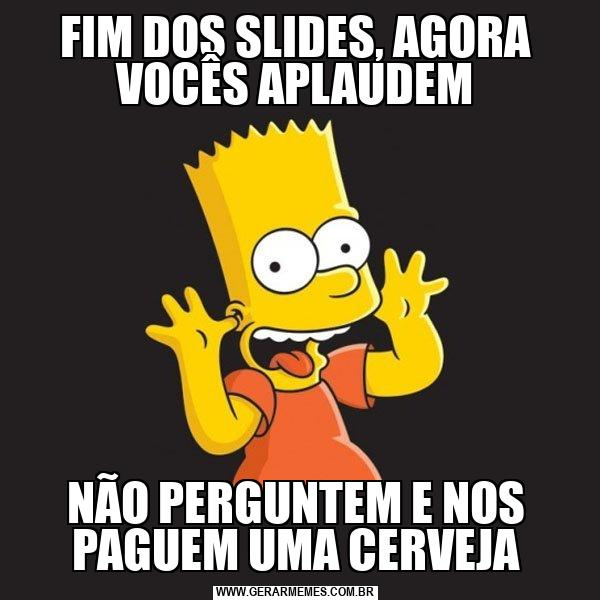 FIM DOS SLIDES, AGORA
VOCÊS APLAUDEM
NÃO PERGUNTEM E NOS
PAGUEM UMA CERVEJA
WWW.GERARMEMES.COM.BR